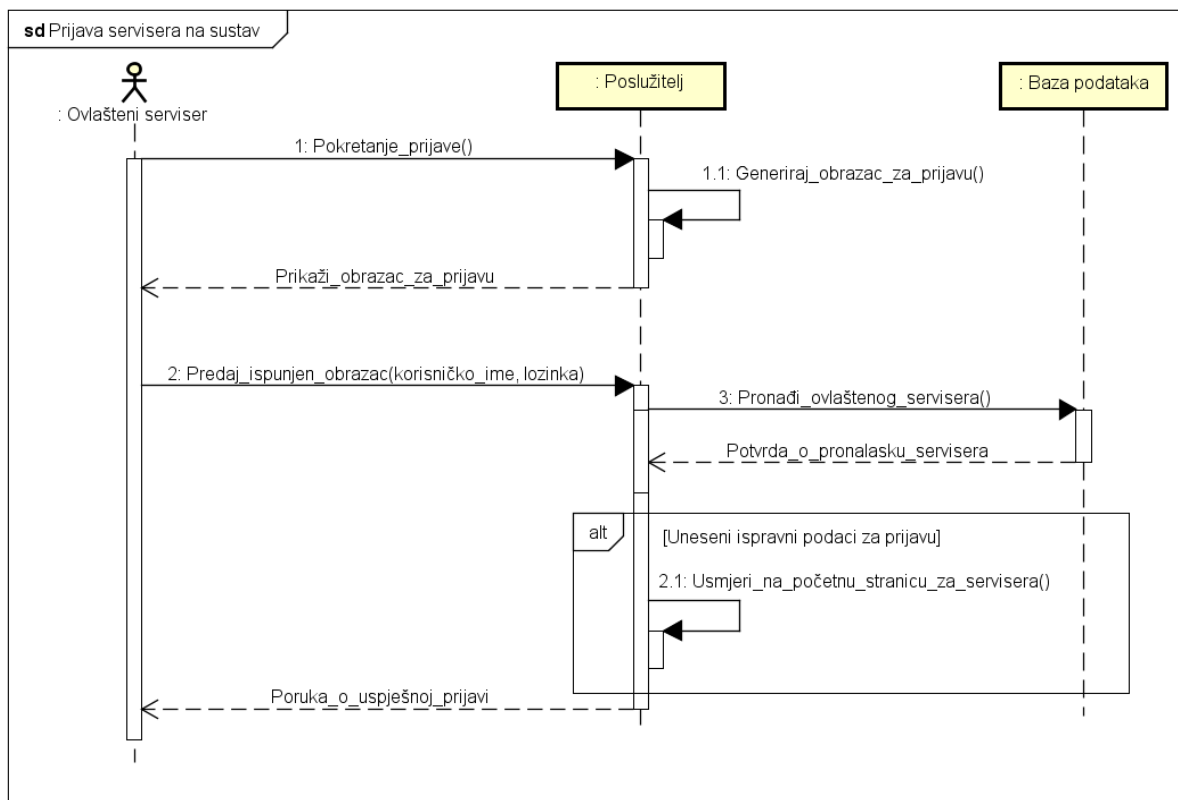 sd Prijava servisera na sustav
: Ovlašteni serviser
: Poslužitelj
: Baza podataka
1: Pokretanje_prijave()
1.1: Generiraj_obrazac_za_prijavu()
Prikaži_obrazac_za_prijavu
2: Predaj_ispunjen_obrazac(korisničko_ime, lozinka)
3: Pronađi_ovlaštenog_servisera()
Potvrda_o_pronalasku_servisera
alt
[Uneseni ispravni podaci za prijavu]
2.1: Usmjeri_na_početnu_stranicu_za_servisera()
Poruka_o_uspješnoj_prijavi